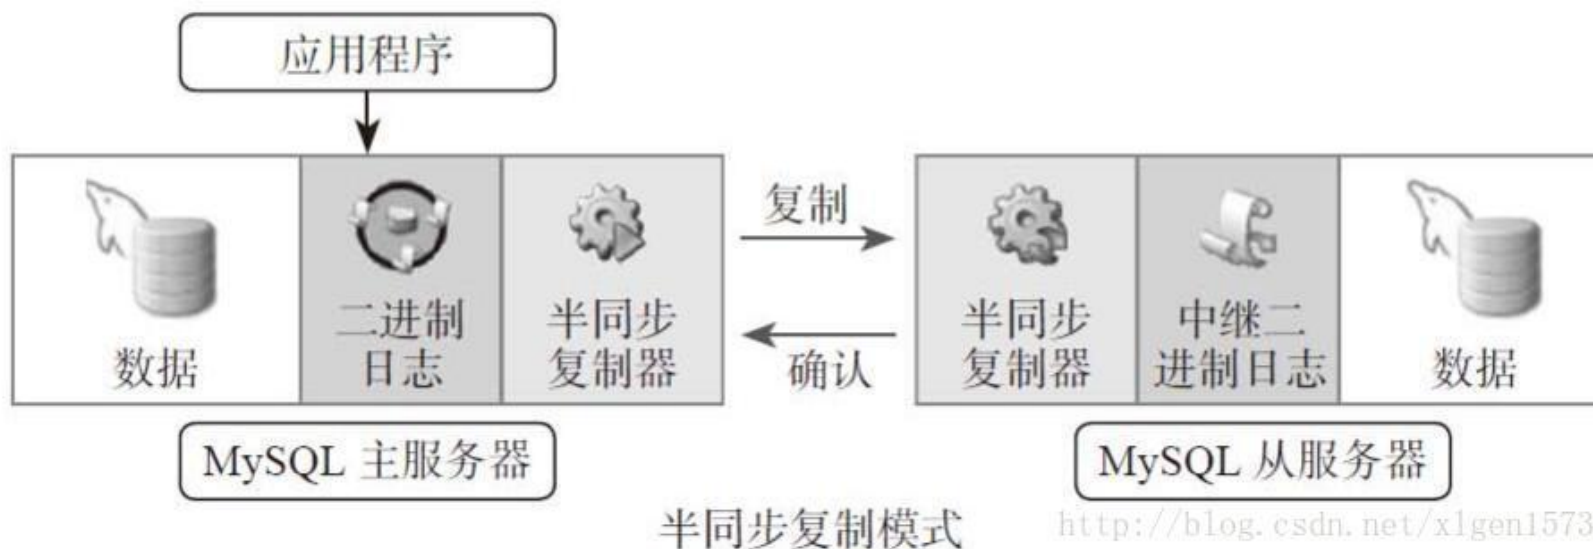 应用程序
复制
数据
二进制
日志
半同步
复制器
确认
半同步
复制器
中继二
进制日志
数据
MySQL 主服务器
MySQL 从服务器
半同步复制模式
http://blog.csdn.net/xlgen1573